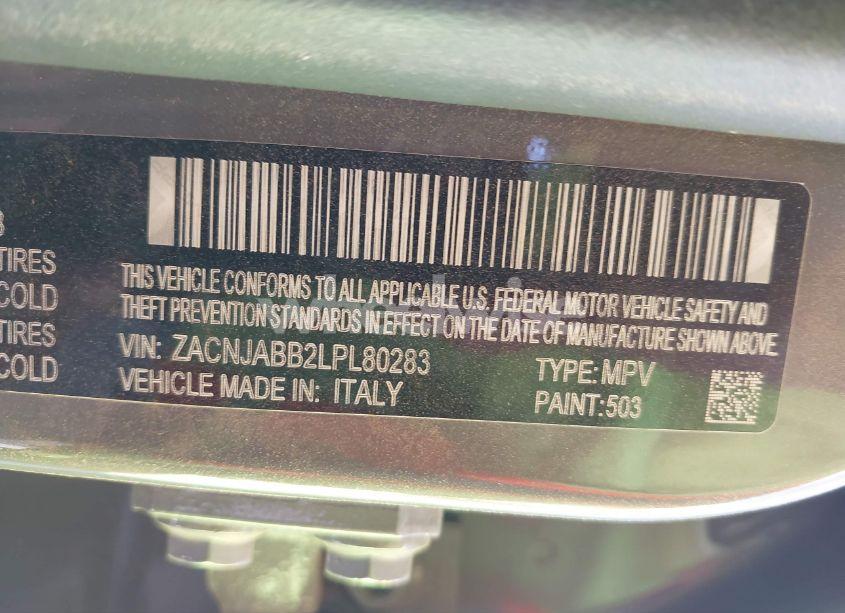 TIRES
COLD
TIRES
COLD
THIS VEHICLE CONFORMS TO ALL APPLICABLE U.S. FEDERAL MOTOR VEHICLE SAFETY AND
THEFT PREVENTION STANDARDS IN EFFECT ON THE DATE OF MANUFACTURE SHOWN ABOVE
VIN: ZACNJABB2LPL80283
TYPE: MPV
VEHICLE MADE IN: ITALY
PAINT:503